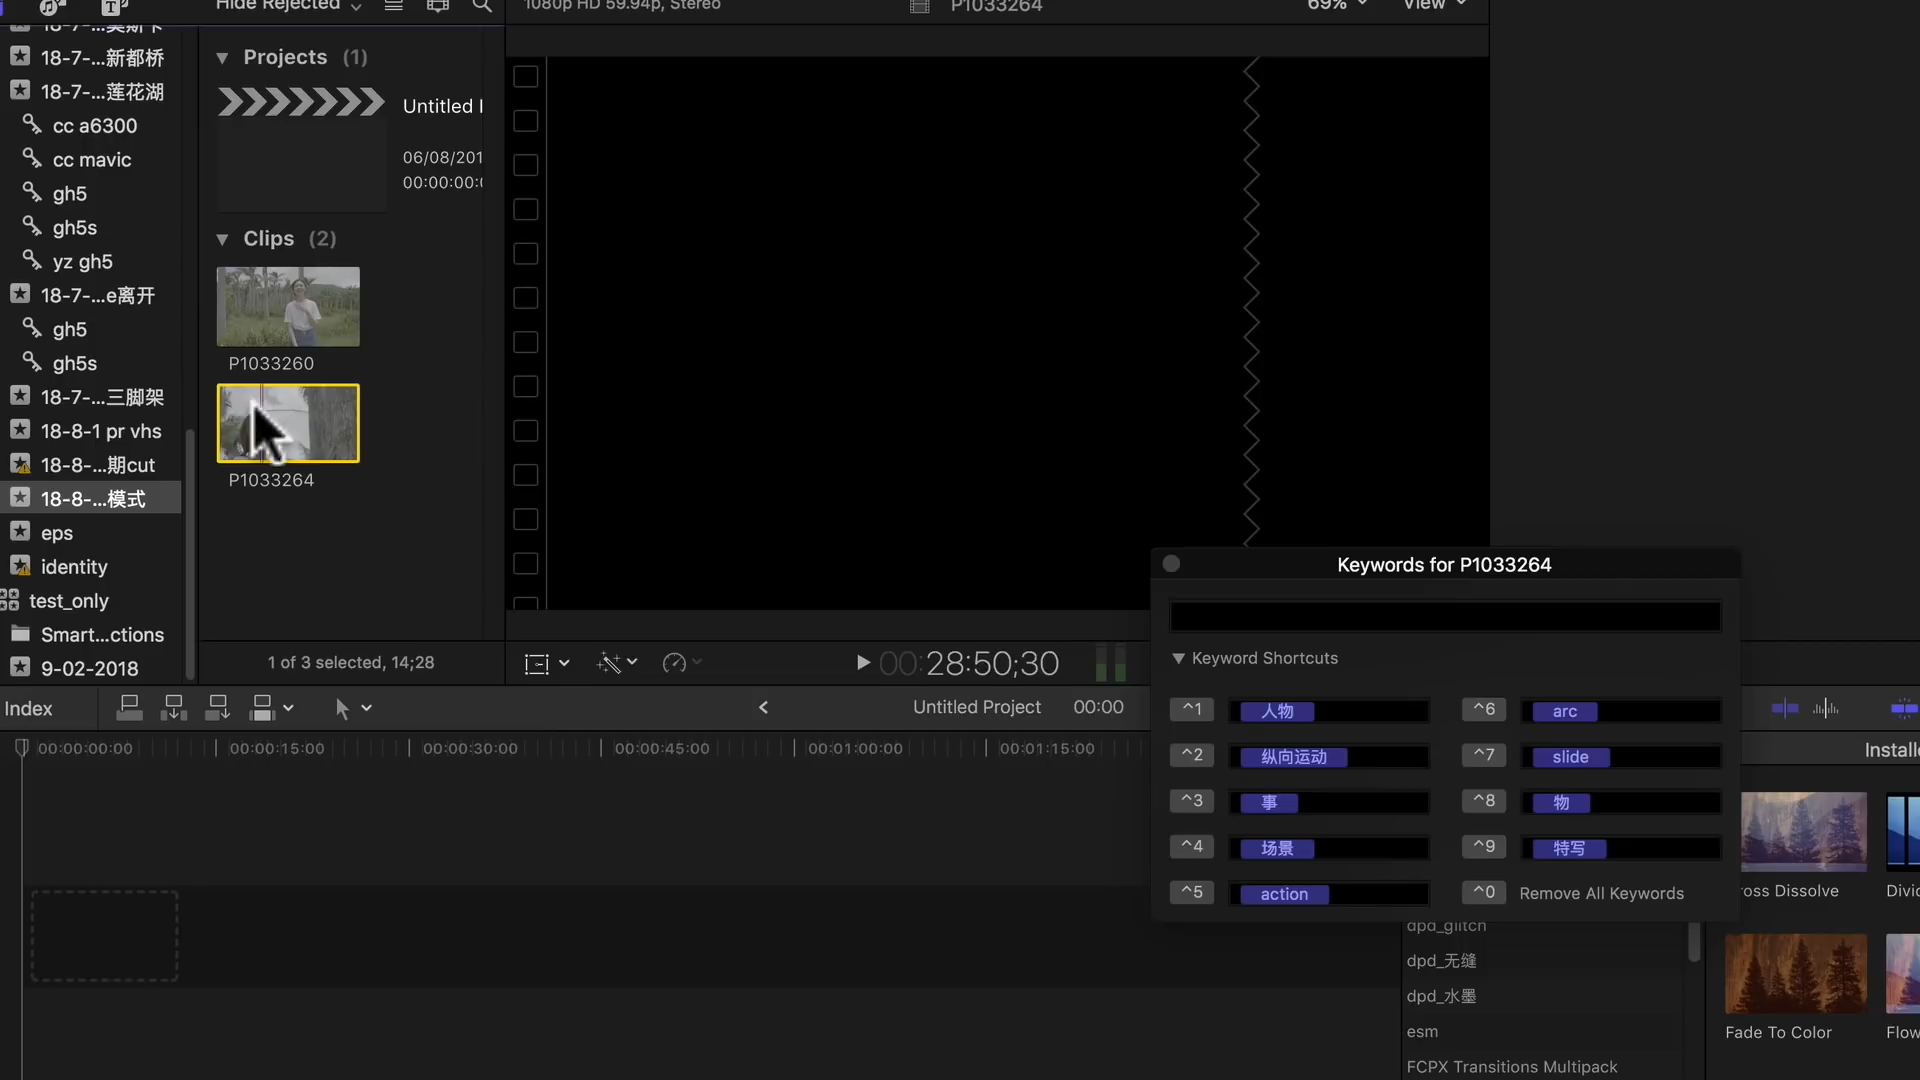 Hide Rejected
1080p HD 59.94p, Stereo
P1033264
69%
View
18-7-...新都桥
18-7-...莲花湖
cc a6300
cc mavic
gh5
gh5s
yz gh5
18-7-...e离开
gh5
gh5s
18-7-...三脚架
18-8-1 pr vhs
18-8-...期cut
18-8-...模式
eps
identity
test_only
Smart...ctions
9-02-2018
Projects (1)
Untitled
06/08/201
00:00:00:
Clips (2)
P1033260
P1033264
1 of 3 selected, 14;28
00:28:50;30
Index
Untitled Project
00:00
00:00:00:00
00:00:15:00
00:00:30:00
00:00:45:00
00:01:00:00
00:01:15:00
Keywords for P1033264
Keyword Shortcuts
^1 人物
^6 arc
^2 纵向运动
^7 slide
^3 事
^8 物
^4 场景
^9 特写
^5 action
^0 Remove All Keywords
Installe
ross Dissolve
Divi
dpd_glitch
dpd_无缝
dpd_水墨
esm
FCPX Transitions Multipack
Fade To Color
Flow